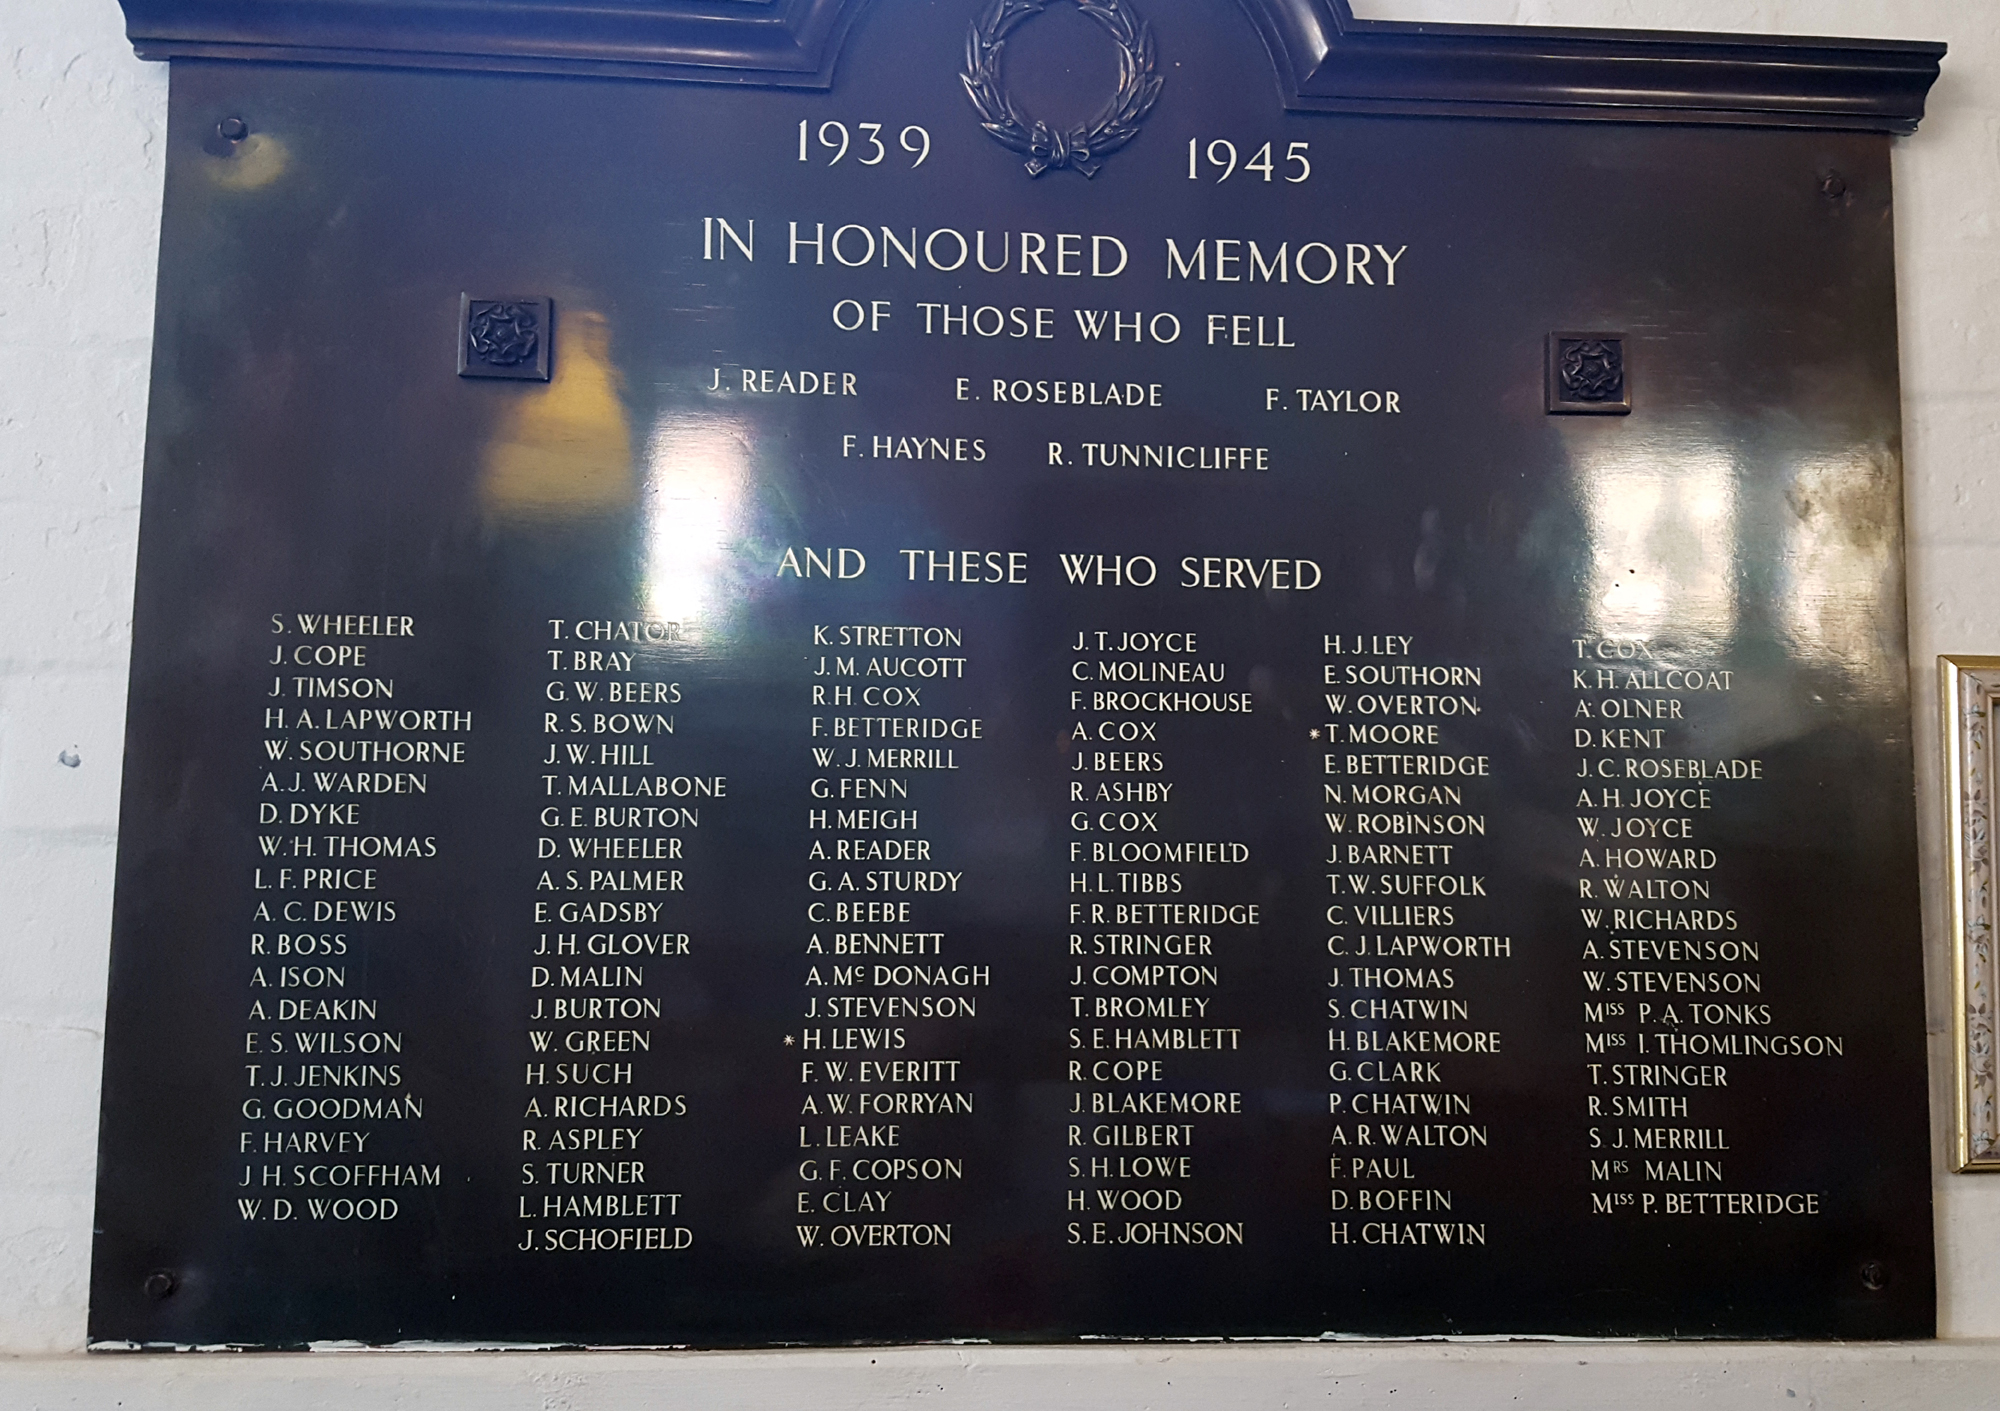 1939 1945
IN HONOURED MEMORY
OF THOSE WHO FELL
J. READER E. ROSEBLADE F. TAYLOR
F. HAYNES R. TUNNICLIFFE
AND THESE WHO SERVED
S. WHEELER
J. COPE
J. TIMSON
H. A. LAPWORTH
W. SOUTHORNE
A. J. WARDEN
D. DYKE
W. H. THOMAS
L. F. PRICE
A. C. DEWIS
R. BOSS
A. ISON
A. DEAKIN
E. S. WILSON
T. J. JENKINS
G. GOODMAN
F. HARVEY
J H. SCOFFHAM
W. D. WOOD
T. CHATOR
T. BRAY
G. W. BEERS
R. S. BOWN
J. W. HILL
T. MALLABONE
G. E. BURTON
D. WHEELER
A. S. PALMER
E. GADSBY
J. H. GLOVER
D. MALIN
J. BURTON
W. GREEN
H. SUCH
A. RICHARDS
R. ASPLEY
S. TURNER
L. HAMBLETT
J. SCHOFIELD
K. STRETTON
J. M. AUCOTT
R. H. COX
F. BETTERIDGE
W. J. MERRILL
G. FENN
H. MEIGH
A. READER
G. A. STURDY
C. BEEBE
A. BENNETT
A. Mc DONAGH
J. STEVENSON
* H. LEWIS
F. W. EVERITT
A. W. FORRYAN
L. LEAKE
G. F. COPSON
E. CLAY
W. OVERTON
J. T. JOYCE
C. MOLINEAU
F. BROCKHOUSE
A. COX
J. BEERS
R. ASHBY
G. COX
F. BLOOMFIELD
H. L. TIBBS
F. R. BETTERIDGE
R. STRINGER
J. COMPTON
T. BROMLEY
S. E. HAMBLETT
R. COPE
J. BLAKEMORE
R. GILBERT
S. H. LOWE
H. WOOD
S. E. JOHNSON
H. J. LEY
E. SOUTHORN
W. OVERTON
* T. MOORE
E. BETTERIDGE
N. MORGAN
W. ROBINSON
J. BARNETT
T. W. SUFFOLK
C. VILLIERS
C. J. LAPWORTH
J. THOMAS
S. CHATWIN
H. BLAKEMORE
G. CLARK
P. CHATWIN
A. R. WALTON
F. PAUL
D. BOFFIN
H. CHATWIN
T. COX
K. H. ALLCOAT
A. OLNER
D. KENT
J. C. ROSEBLADE
A. H. JOYCE
W. JOYCE
A. HOWARD
R. WALTON
W. RICHARDS
A. STEVENSON
W. STEVENSON
MISS P. A. TONKS
MISS I. THOMLINGSON
T. STRINGER
R. SMITH
S. J. MERRILL
MRS MALIN
MISS P. BETTERIDGE